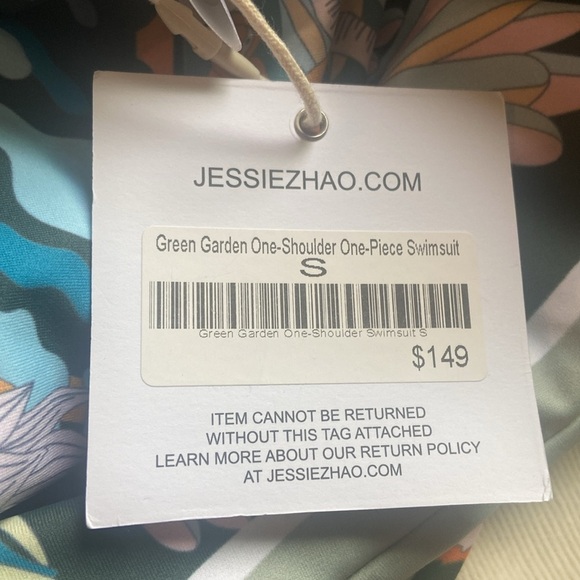 JESSIEZHAO.COM
Green Garden One-Shoulder One-Piece Swimsuit
S
Green Garden One-Shoulder Swimsuit S
$149
ITEM CANNOT BE RETURNED
WITHOUT THIS TAG ATTACHED
LEARN MORE ABOUT OUR RETURN POLICY
AT JESSIEZHAO.COM